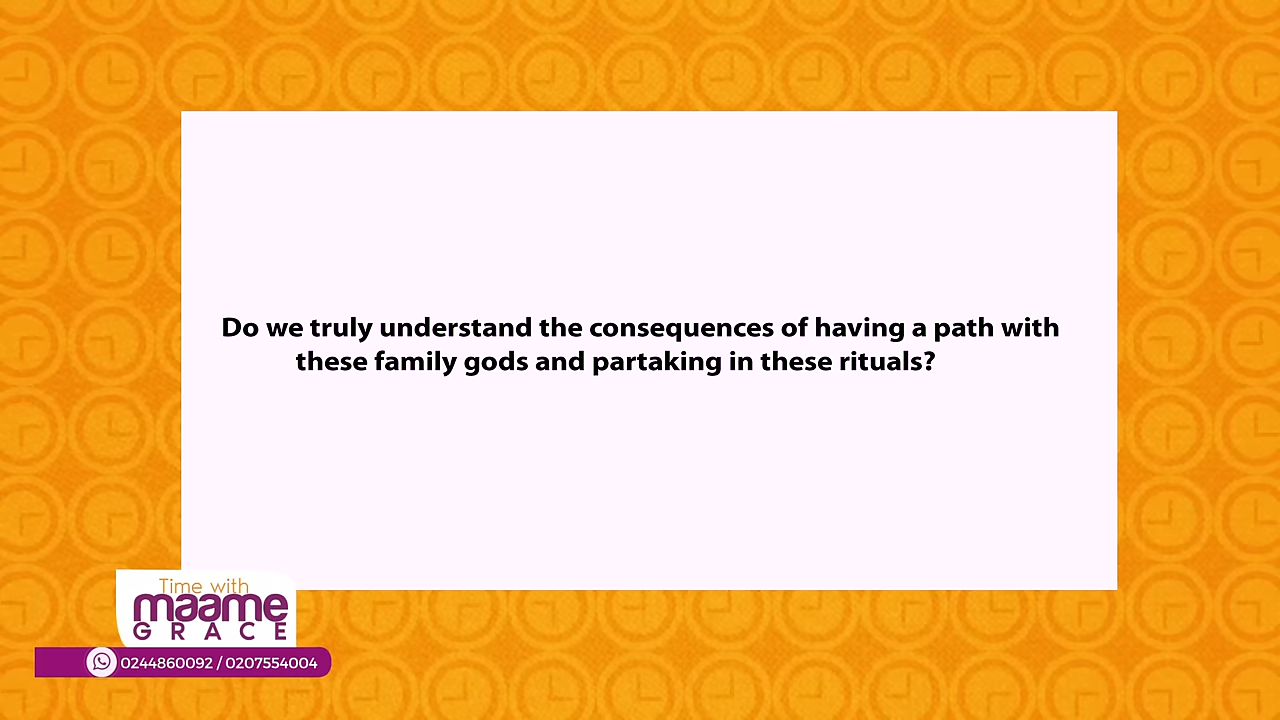 Do we truly understand the consequences of having a path with
these family gods and partaking in these rituals?
Time with
maame
GRACE
0244860092 / 0207554004